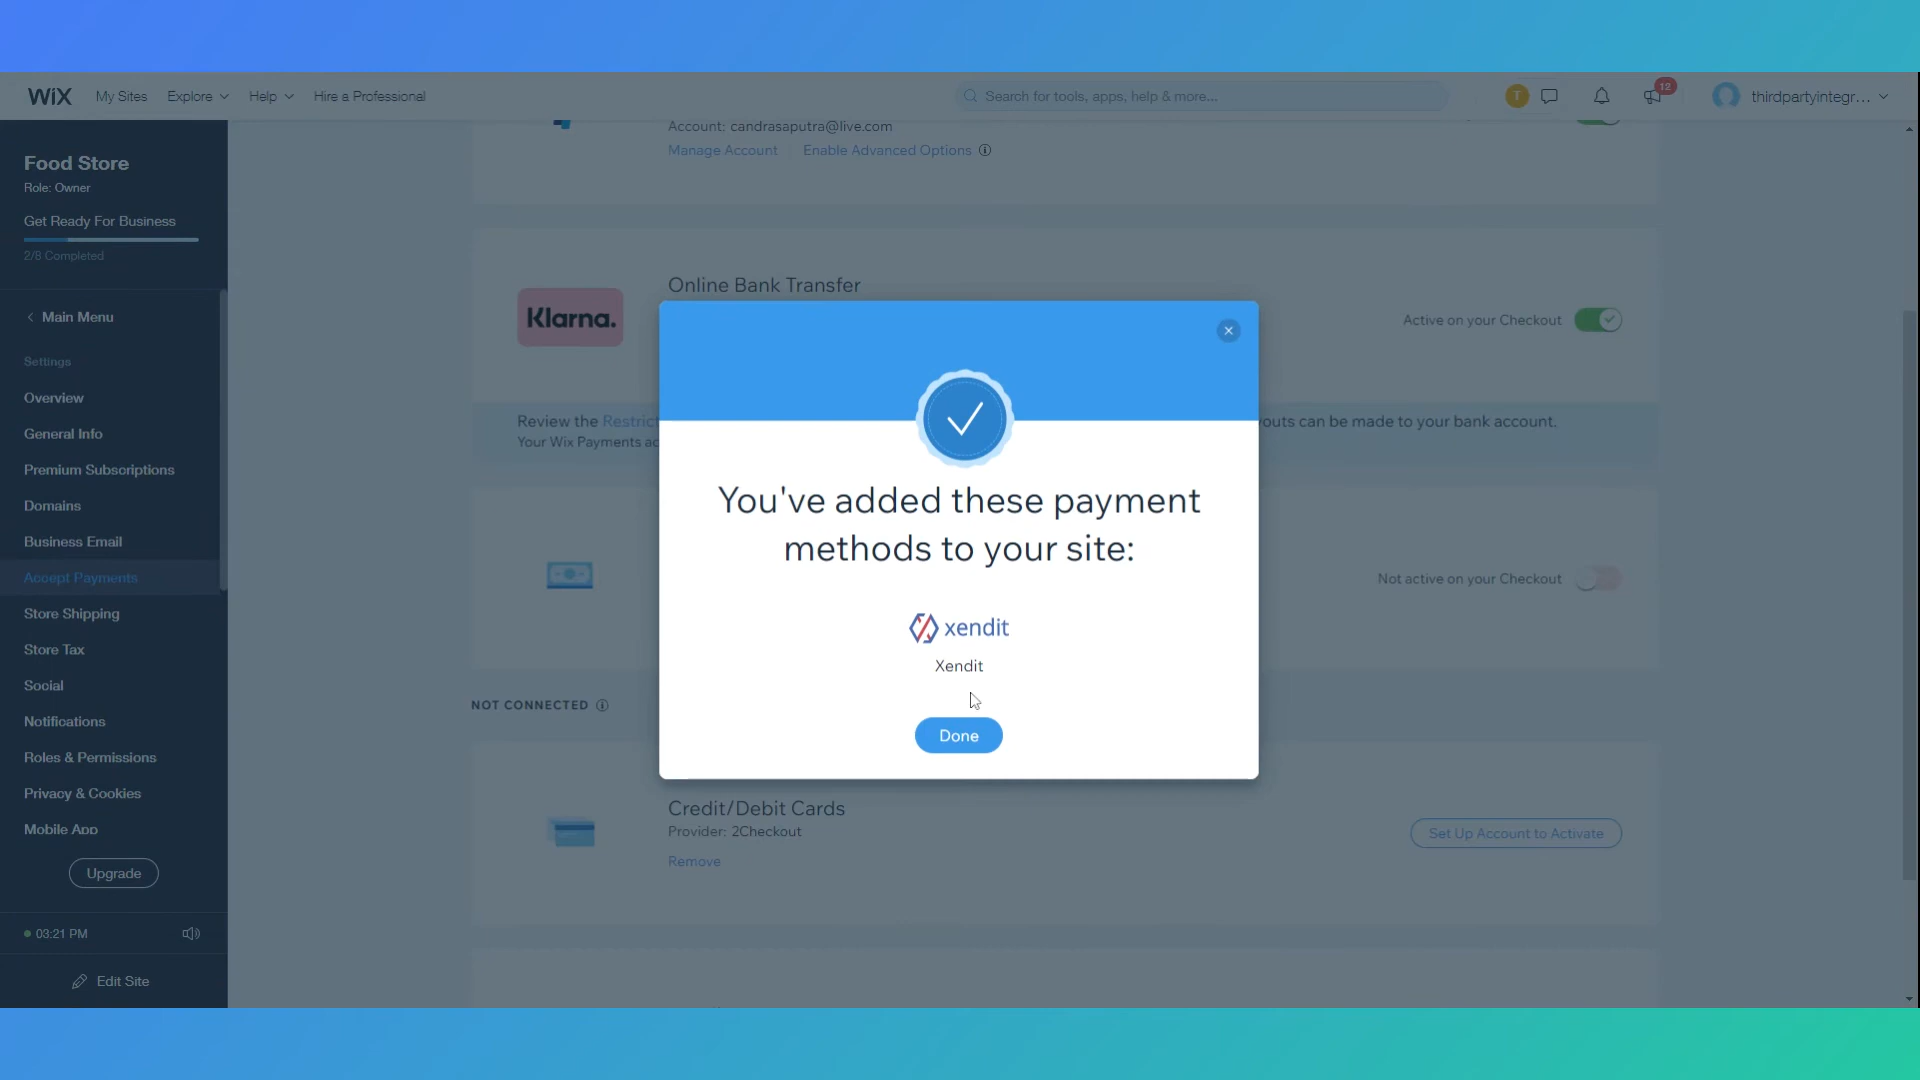 WIX
My Sites
Explore
Help
Hire a Professional
Search for tools, apps, help & more...
T
12
thirdpartyintegr...
Food Store
Role: Owner
Get Ready For Business
2/8 Completed
Main Menu
Settings
Overview
General Info
Premium Subscriptions
Domains
Business Email
Accept Payments
Store Shipping
Store Tax
Social
Notifications
Roles & Permissions
Privacy & Cookies
Mobile App
Upgrade
03:21 PM
Edit Site
Account: candrasaputra@live.com
Manage Account
Enable Advanced Options
Klarna.
Online Bank Transfer
Active on your Checkout
Review the Restrict
outs can be made to your bank account.
Your Wix Payments ac
Not active on your Checkout
NOT CONNECTED
Credit/Debit Cards
Provider: 2Checkout
Remove
Set Up Account to Activate
You've added these payment
methods to your site:
xendit
Xendit
Done